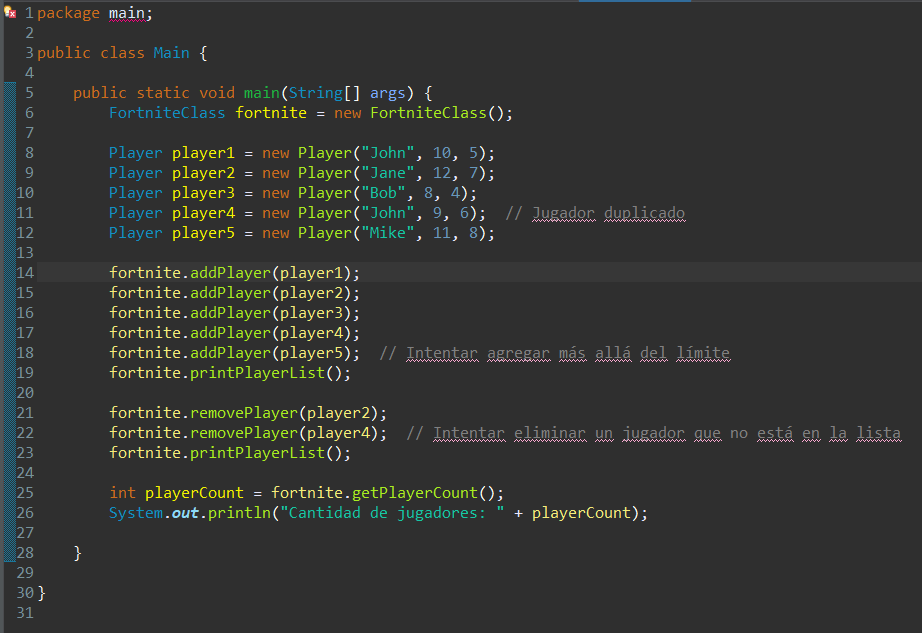 1 package main;
2
3 public class Main {
4
5     public static void main(String[] args) {
6         FortniteClass fortnite = new FortniteClass();
7
8         Player player1 = new Player("John", 10, 5);
9         Player player2 = new Player("Jane", 12, 7);
10         Player player3 = new Player("Bob", 8, 4);
11         Player player4 = new Player("John", 9, 6);  // Jugador duplicado
12         Player player5 = new Player("Mike", 11, 8);
13
14         fortnite.addPlayer(player1);
15         fortnite.addPlayer(player2);
16         fortnite.addPlayer(player3);
17         fortnite.addPlayer(player4);
18         fortnite.addPlayer(player5);  // Intentar agregar más allá del límite
19         fortnite.printPlayerList();
20
21         fortnite.removePlayer(player2);
22         fortnite.removePlayer(player4);  // Intentar eliminar un jugador que no está en la lista
23         fortnite.printPlayerList();
24
25         int playerCount = fortnite.getPlayerCount();
26         System.out.println("Cantidad de jugadores: " + playerCount);
27
28     }
29
30 }
31